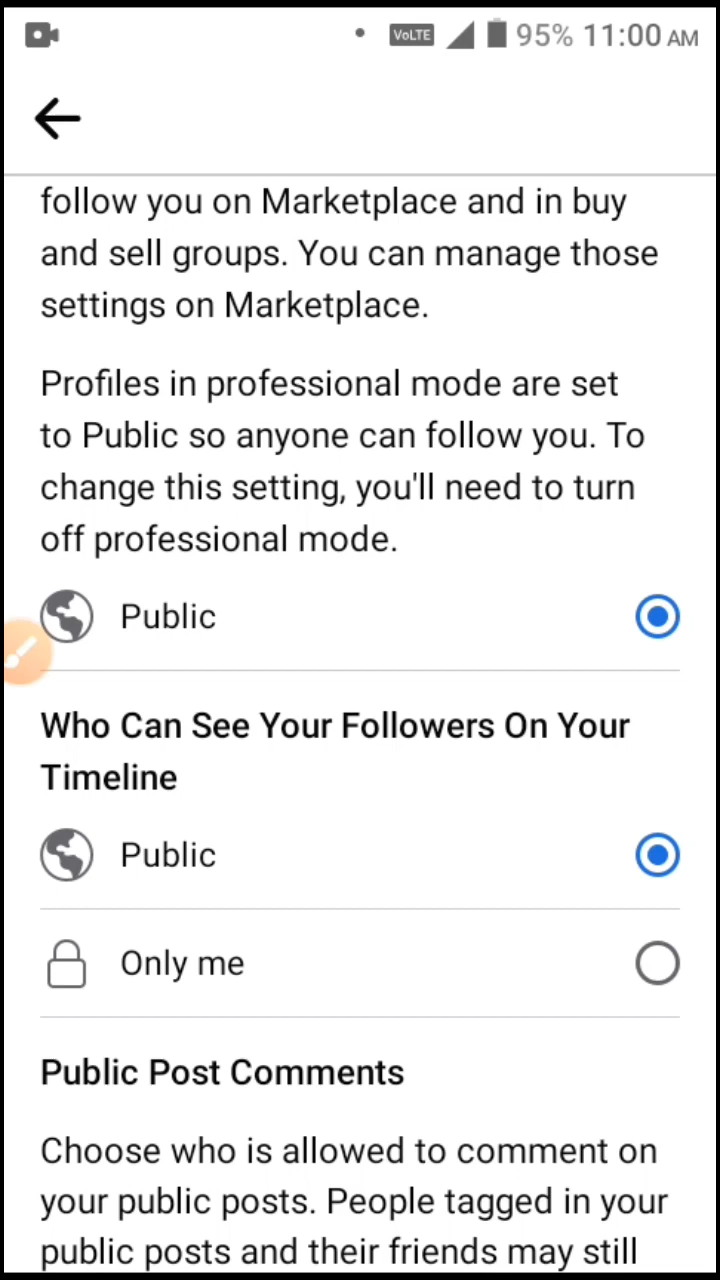 VoLTE 95% 11:00 AM
follow you on Marketplace and in buy
and sell groups. You can manage those
settings on Marketplace.
Profiles in professional mode are set
to Public so anyone can follow you. To
change this setting, you'll need to turn
off professional mode.
Public
Who Can See Your Followers On Your
Timeline
Public
Only me
Public Post Comments
Choose who is allowed to comment on
your public posts. People tagged in your
public posts and their friends may still